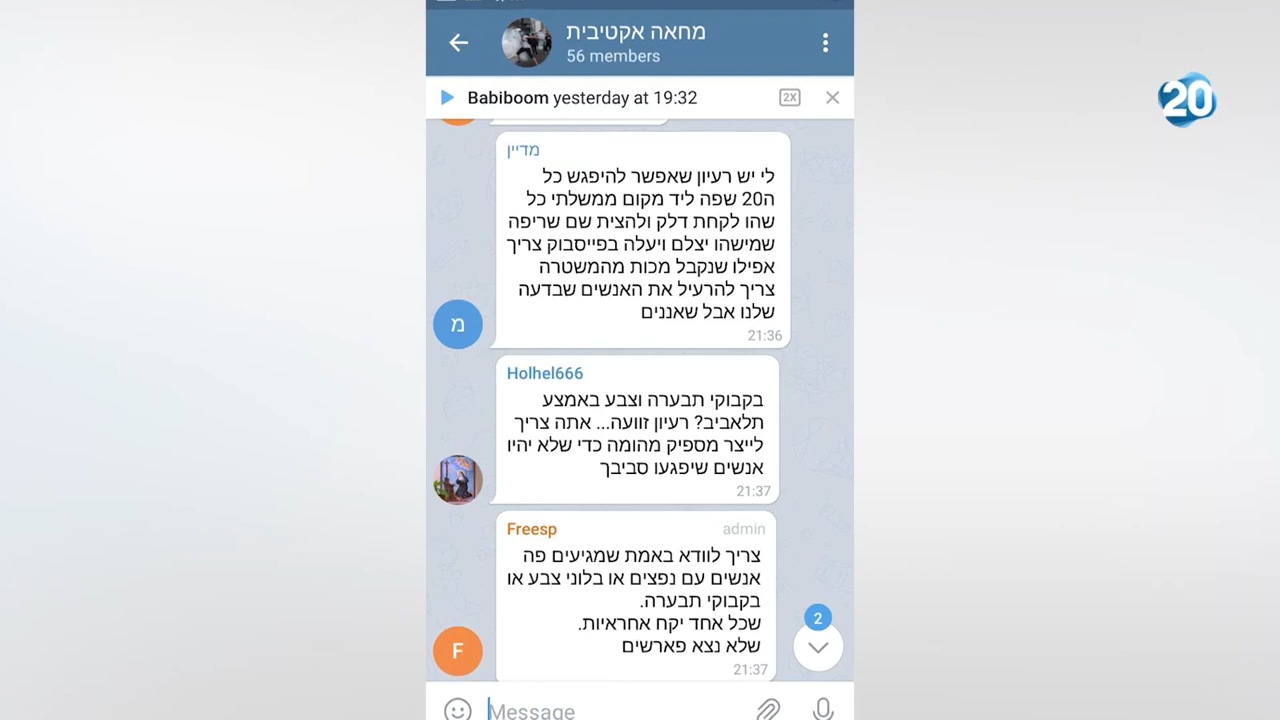 מחאה אקטיבית
56 members
20
Babiboom yesterday at 19:32
2X
מדיין
לי יש רעיון שאפשר להיפגש כל
ה20 שפה ליד מקום ממשלתי כל
שהו לקחת דלק ולהצית שם שריפה
שמישהו יצלם ויעלה בפייסבוק צריך
אפילו שנקבל מכות מהמשטרה
צריך להרעיל את האנשים שבדעה
שלנו אבל שאננים
21:36
מ
Holhel666
בקבוקי תבערה וצבע באמצע
תלאביב? רעיון זוועה... אתה צריך
לייצר מספיק מהומה כדי שלא יהיו
אנשים שיפגעו סביבך
21:37
Freesp admin
צריך לוודא באמת שמגיעים פה
אנשים עם נפצים או בלוני צבע או
בקבוקי תבערה.
שכל אחד יקח אחראיות.
שלא נצא פארשים
21:37
F
2
Message